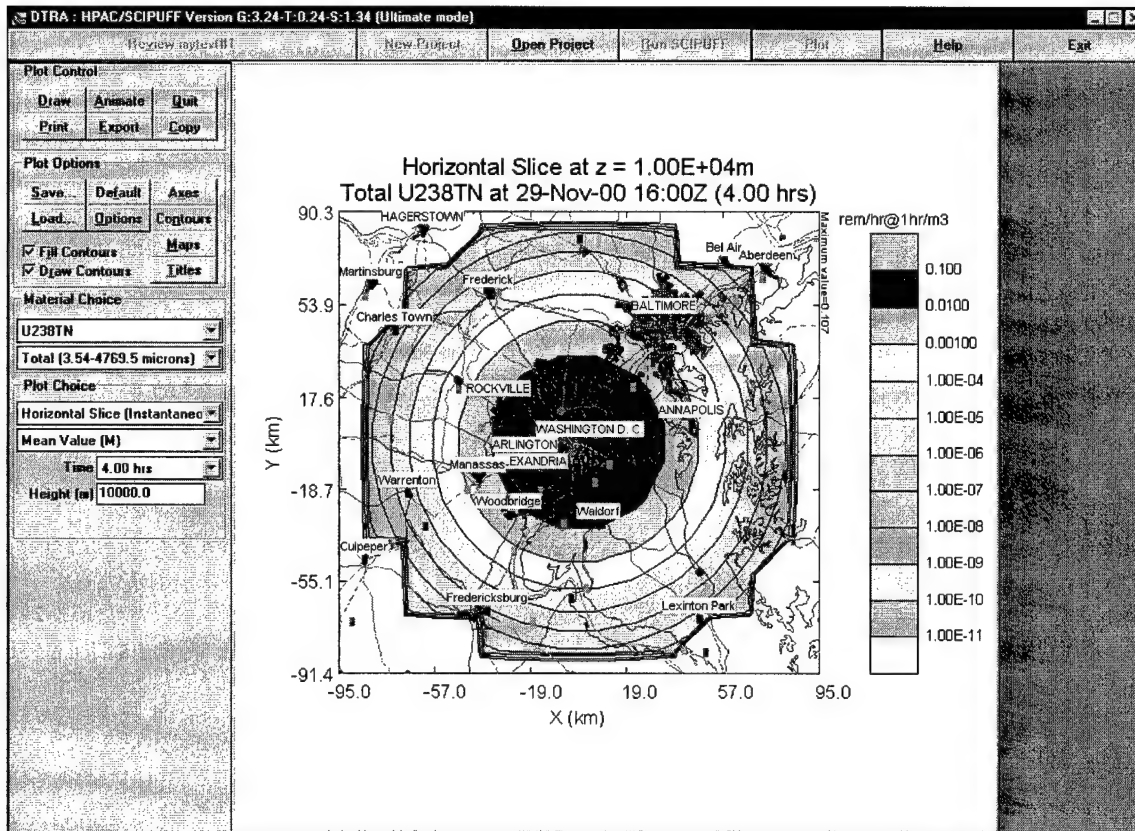 DTRA : HPAC/SCIPUFF Version G:3.24-T:0.24-S:1.34 (Ultimate mode)
New Project Open Project Run SCIPUFF Plot Help Exit
Plot Control
Draw Animate Quit
Print Export Copy
Plot Options
Save... Default Axes
Load... Options Contours
Fill Contours Maps
Draw Contours Titles
Material Choice
U238TN
Total (3.54-4769.5 microns)
Plot Choice
Horizontal Slice (Instantaneo
Mean Value (M)
Time 4.00 hrs
Height (m) 10000.0
Horizontal Slice at z = 1.00E+04m
Total U238TN at 29-Nov-00 16:00Z (4.00 hrs)
90.3
53.9
17.6
-18.7
-55.1
-91.4
Y (km)
-95.0 -57.0 -19.0 19.0 57.0 95.0
X (km)
HAGERSTOWN
Martinsburg
Frederick
Charles Town
Bel Air
Aberdeen
BALTIMORE
ROCKVILLE
ANNAPOLIS
WASHINGTON D. C
ARLINGTON
Manassas
EXANDRIA
Warrenton
Woodbridge
Waldorf
Culpeper
Fredericksburg
Lexinton Park
Maximum value=0.107
rem/hr@1hr/m3
0.100
0.0100
0.00100
1.00E-04
1.00E-05
1.00E-06
1.00E-07
1.00E-08
1.00E-09
1.00E-10
1.00E-11